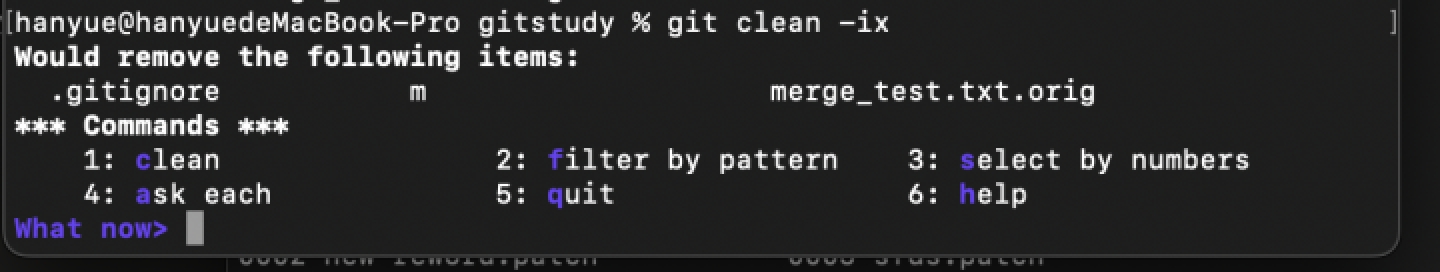 [hanyue@hanyuedeMacBook-Pro gitstudy % git clean -ix ]
Would remove the following items:
.gitignore m merge_test.txt.orig
*** Commands ***
1: clean 2: filter by pattern 3: select by numbers
4: ask each 5: quit 6: help
What now>